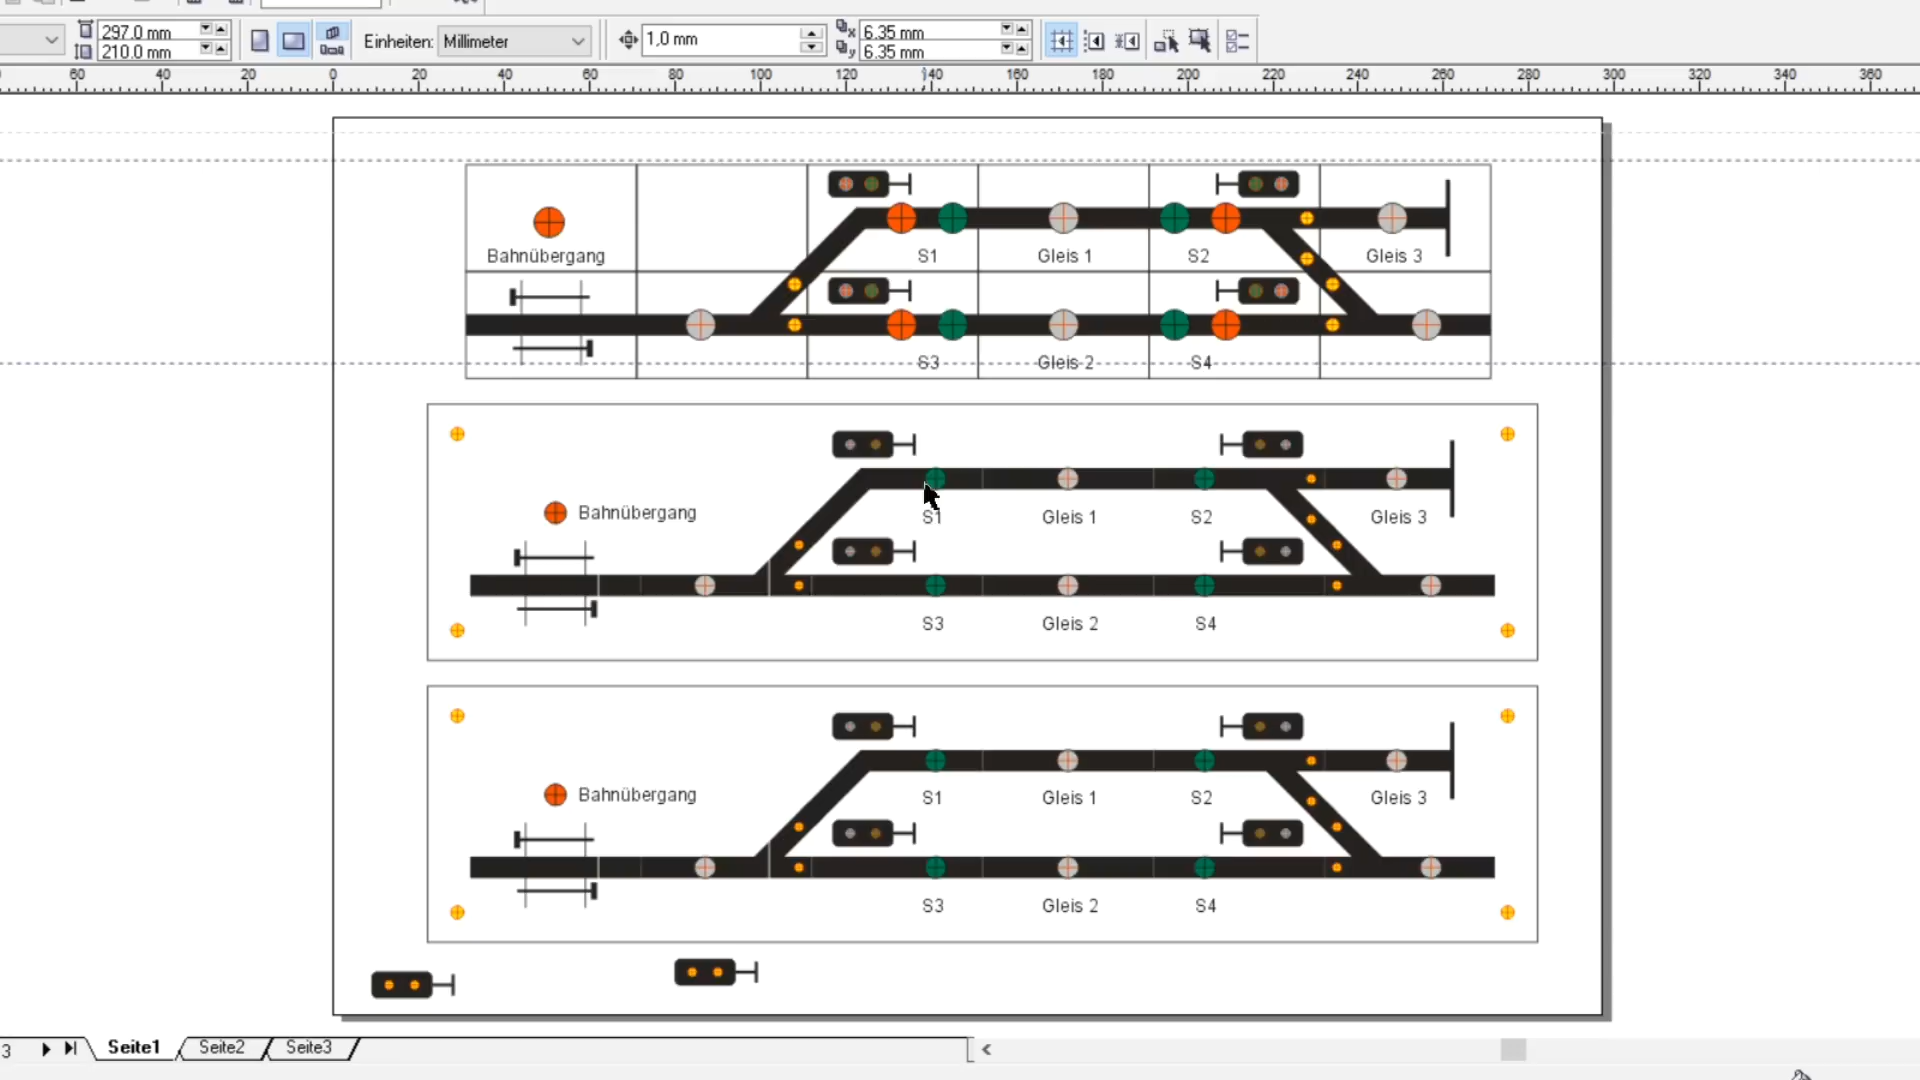 297.0 mm
210.0 mm
Einheiten: Millimeter
1,0 mm
6.35 mm
6.35 mm
60 40 20 0 20 40 60 80 100 120 140 160 180 200 220 240 260 280 300 320 340 360
Bahnübergang S1 Gleis 1 S2 Gleis 3
S3 Gleis 2 S4
Bahnübergang
S1 Gleis 1 S2 Gleis 3
S3 Gleis 2 S4
Bahnübergang
S1 Gleis 1 S2 Gleis 3
S3 Gleis 2 S4
3 Seite1 Seite2 Seite3